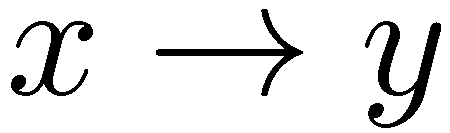 x → y